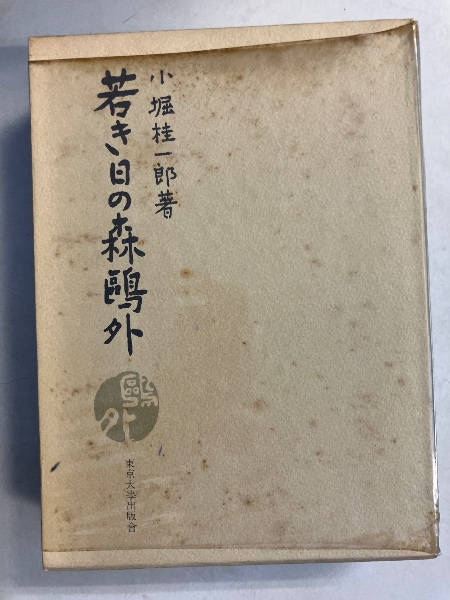 小堀桂一郎著
若き日の森鷗外
鷗外
東京大学出版会